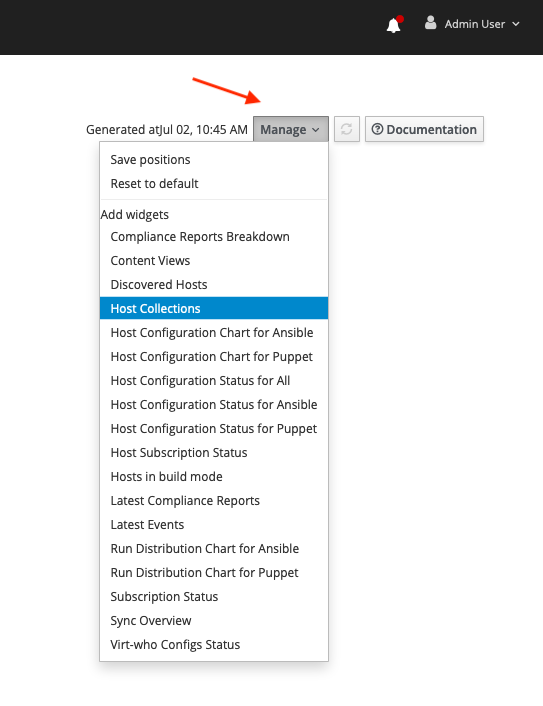 Admin User
Generated atJul 02, 10:45 AM Manage Documentation
Save positions
Reset to default
Add widgets
Compliance Reports Breakdown
Content Views
Discovered Hosts
Host Collections
Host Configuration Chart for Ansible
Host Configuration Chart for Puppet
Host Configuration Status for All
Host Configuration Status for Ansible
Host Configuration Status for Puppet
Host Subscription Status
Hosts in build mode
Latest Compliance Reports
Latest Events
Run Distribution Chart for Ansible
Run Distribution Chart for Puppet
Subscription Status
Sync Overview
Virt-who Configs Status